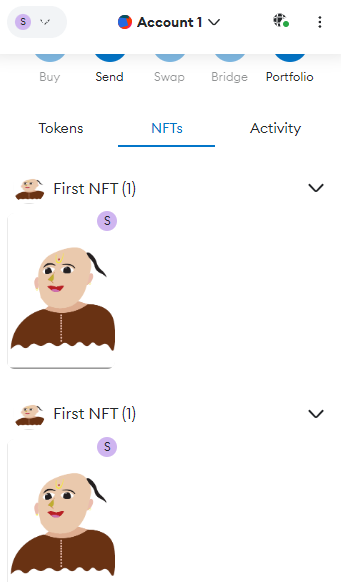 S
Account 1
Buy Send Swap Bridge Portfolio
Tokens NFTs Activity
First NFT (1)
S
First NFT (1)
S